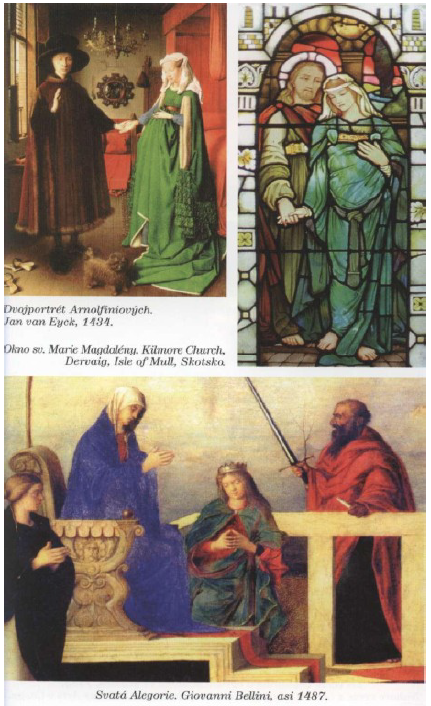 Dvojportrét Arnolfiniových.
Jan van Eyck, 1434.
Okno sv. Marie Magdalény. Kilmore Church,
Dervaig, Isle of Mull, Skotsko.
Svatá Alegorie. Giovanni Bellini, asi 1487.